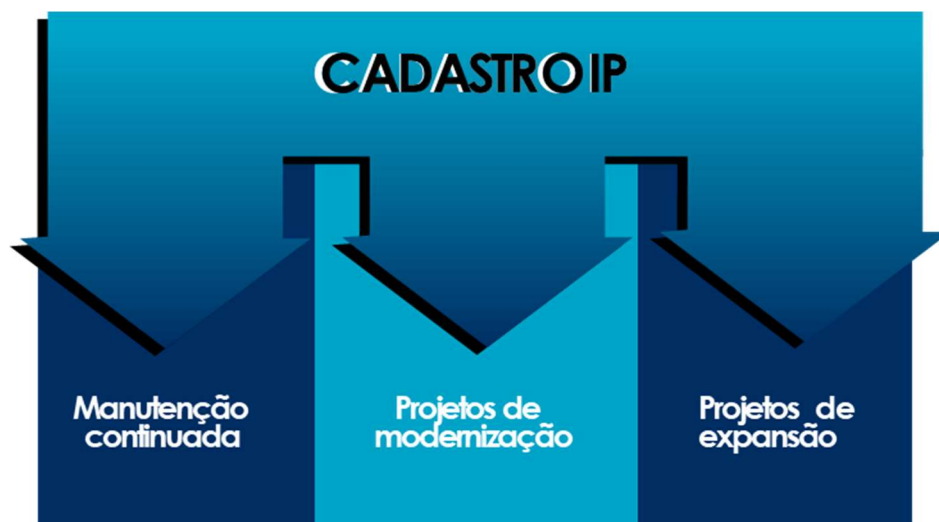 CADASTRO IP
Manutenção
continuada
Projetos de
modernização
Projetos de
expansão